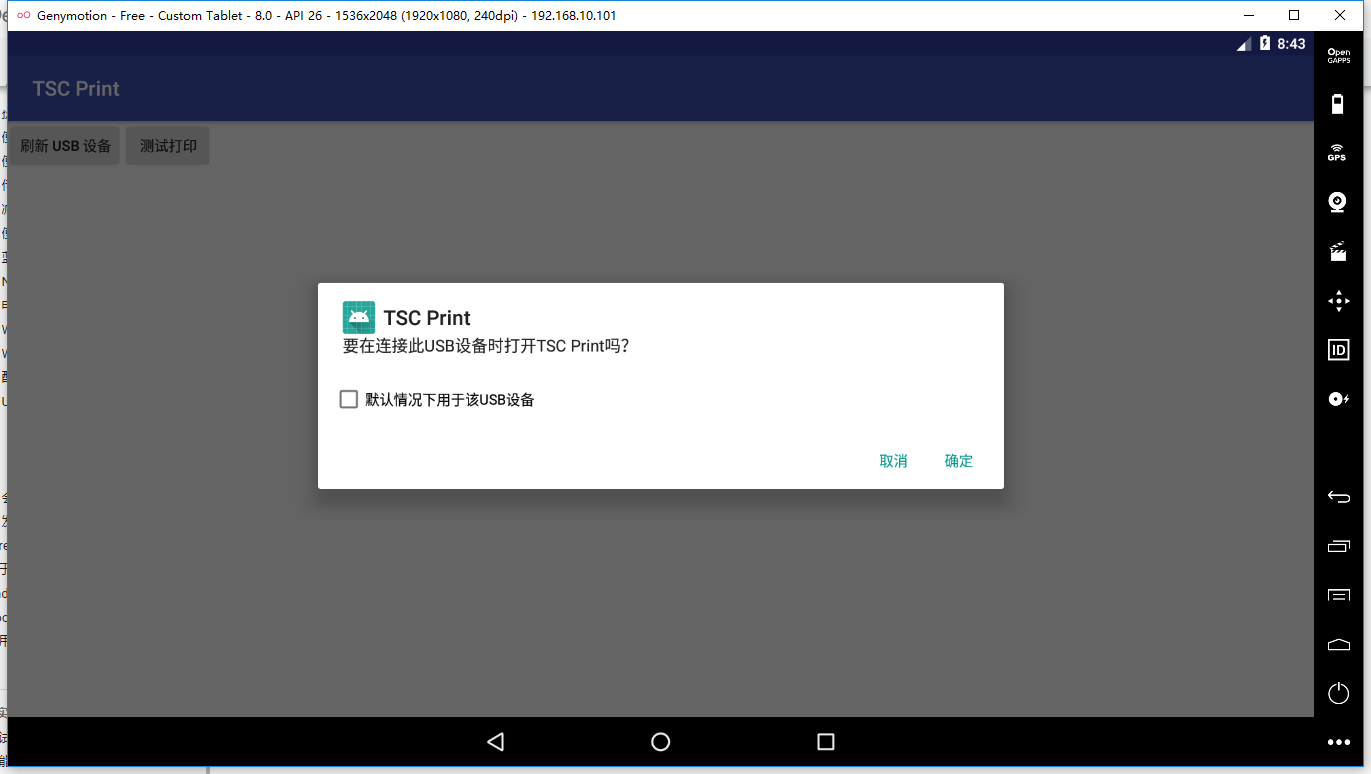 Genymotion - Free - Custom Tablet - 8.0 - API 26 - 1536x2048 (1920x1080, 240dpi) - 192.168.10.101
8:43
Open
GAPPS
TSC Print
刷新 USB 设备
测试打印
GPS
TSC Print
要在连接此USB设备时打开TSC Print吗?
ID
默认情况下用于该USB设备
取消
确定